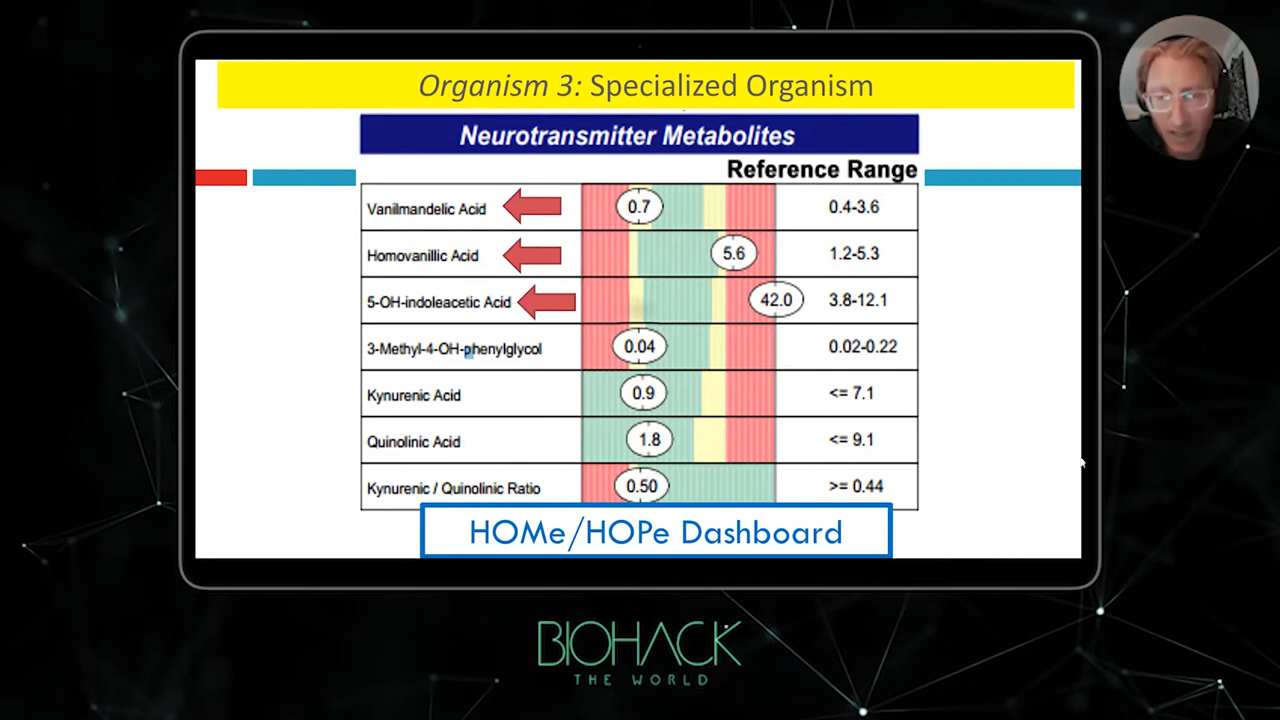 Organism 3: Specialized Organism
Neurotransmitter Metabolites
Reference Range
Vanilmandelic Acid 0.7 0.4-3.6
Homovanillic Acid 5.6 1.2-5.3
5-OH-indoleacetic Acid 42.0 3.8-12.1
3-Methyl-4-OH-phenylglycol 0.04 0.02-0.22
Kynurenic Acid 0.9 <= 7.1
Quinolinic Acid 1.8 <= 9.1
Kynurenic / Quinolinic Ratio 0.50 >= 0.44
HOMe/HOPe Dashboard
BIOHACK
THE WORLD